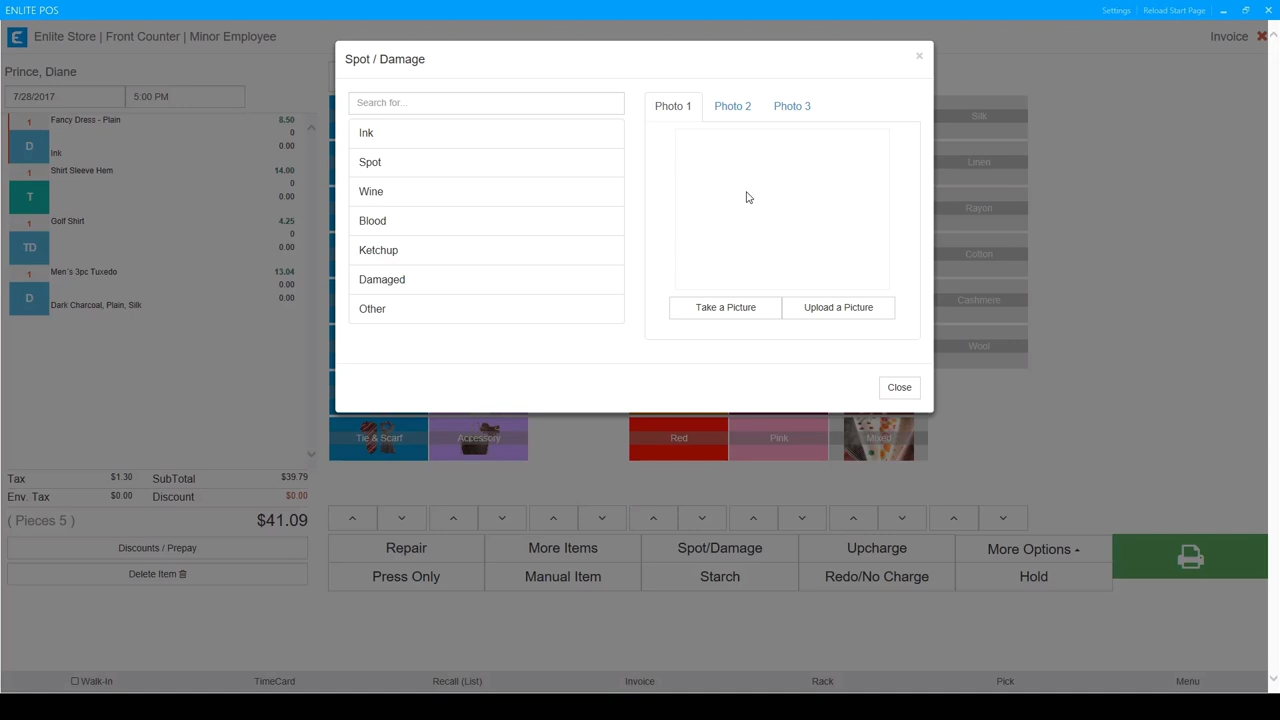 ENLITE POS
Settings
Reload Start Page
E Enlite Store | Front Counter | Minor Employee
Invoice
Prince, Diane
7/28/2017
5:00 PM
1 Fancy Dress - Plain 8.50
0
D 0.00
Ink
1 Shirt Sleeve Hem 14.00
0
T 0.00
1 Golf Shirt 4.25
0
TD 0.00
1 Men's 3pc Tuxedo 13.04
0
D 0.00
Dark Charcoal, Plain, Silk
Tax $1.30 SubTotal $39.79
Env. Tax $0.00 Discount $0.00
( Pieces 5 ) $41.09
Discounts / Prepay
Delete Item
Spot / Damage
×
Search for...
Ink
Spot
Wine
Blood
Ketchup
Damaged
Other
Photo 1 Photo 2 Photo 3
Take a Picture Upload a Picture
Close
Silk
Linen
Rayon
Cotton
Cashmere
Wool
Tie & Scarf Accessory Red Pink Mixed
Repair More Items Spot/Damage Upcharge More Options
Press Only Manual Item Starch Redo/No Charge Hold
Walk-In TimeCard Recall (List) Invoice Rack Pick Menu